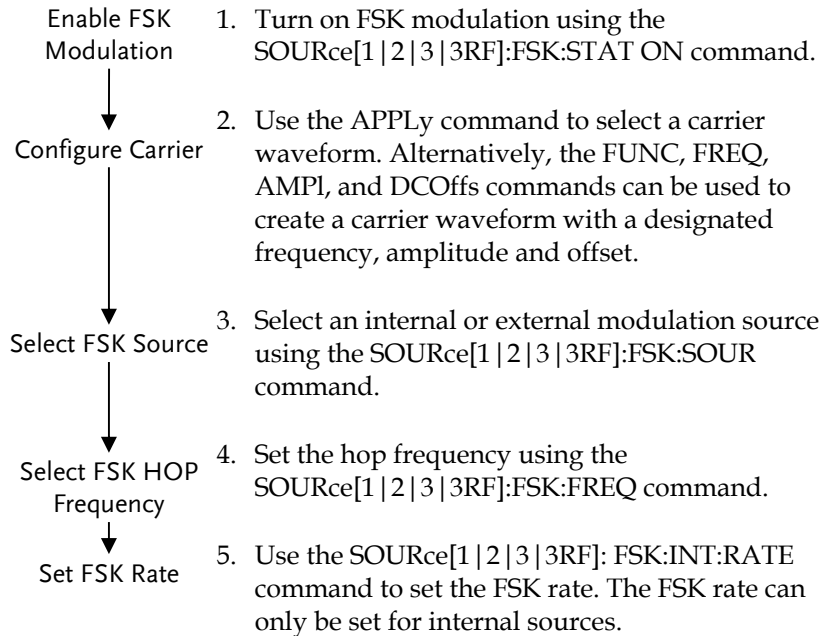 Enable FSK
Modulation
1. Turn on FSK modulation using the
SOURce[1|2|3|3RF]:FSK:STAT ON command.
Configure Carrier
2. Use the APPLy command to select a carrier
waveform. Alternatively, the FUNC, FREQ,
AMPl, and DCOffs commands can be used to
create a carrier waveform with a designated
frequency, amplitude and offset.
Select FSK Source
3. Select an internal or external modulation source
using the SOURce[1|2|3|3RF]:FSK:SOUR
command.
Select FSK HOP
Frequency
4. Set the hop frequency using the
SOURce[1|2|3|3RF]:FSK:FREQ command.
Set FSK Rate
5. Use the SOURce[1|2|3|3RF]: FSK:INT:RATE
command to set the FSK rate. The FSK rate can
only be set for internal sources.